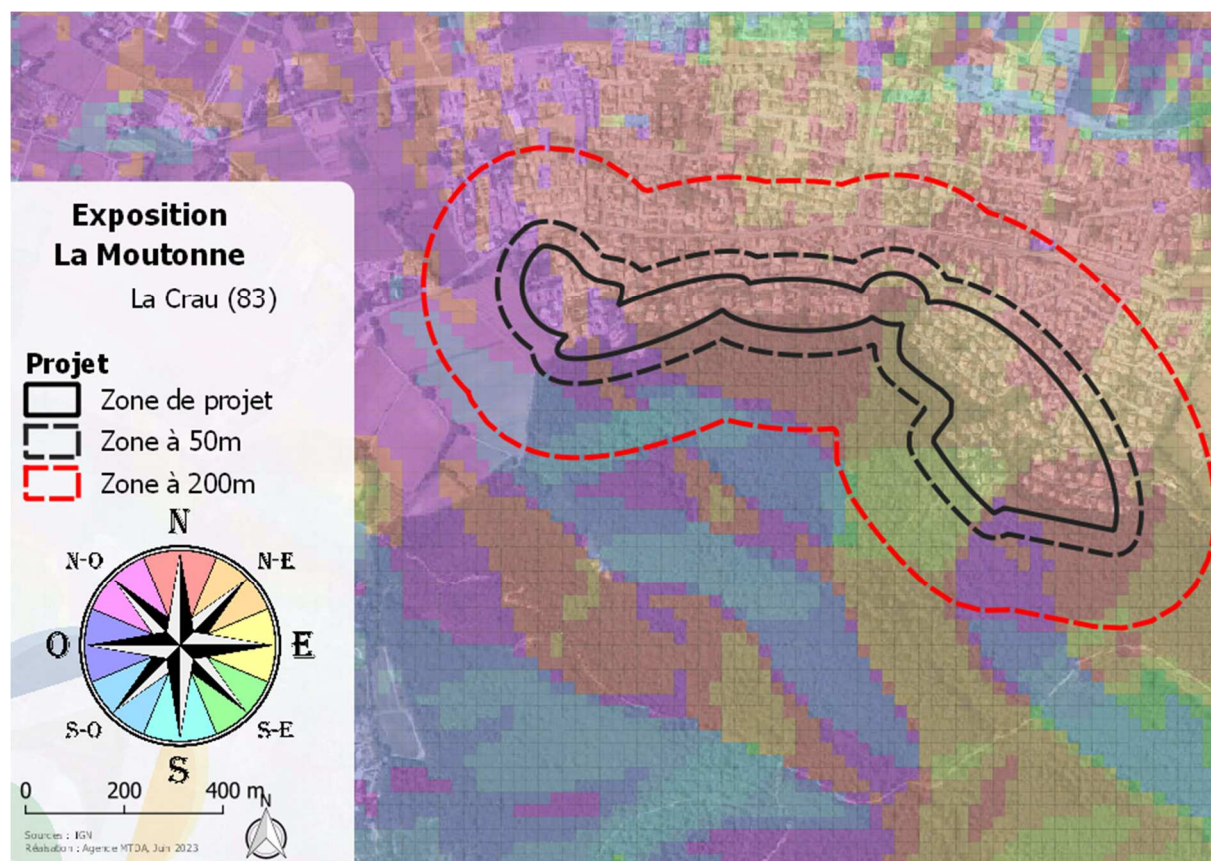 Exposition
La Moutonne
La Crau (83)
Projet
Zone de projet
Zone à 50m
Zone à 200m
N
N-O
N-E
O
E
S-O
S-E
S
0 200 400 m
N
Sources : IGN
Réalisation : Agence MTDA, Juin 2023